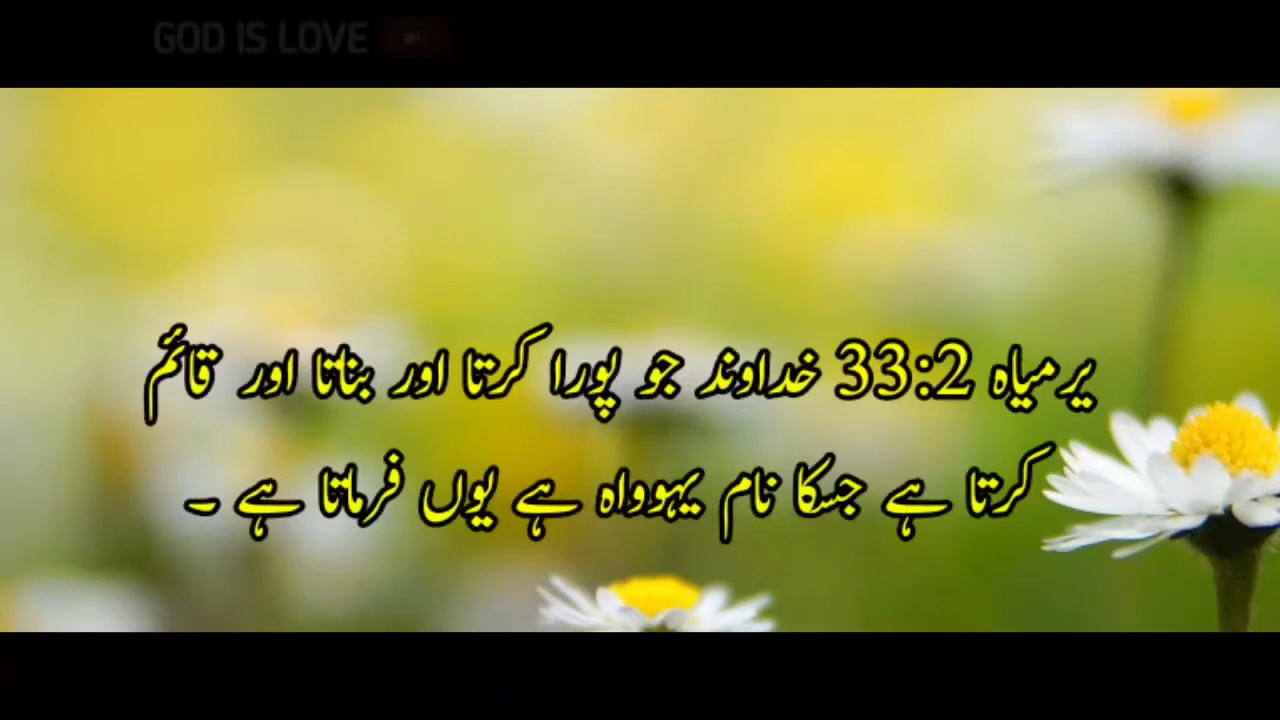 GOD IS LOVE
یرمیاہ 33:2 خداوند جو پورا کرتا اور بناتا اور قائم
کرتا ہے جسکا نام یہوواہ ہے یوں فرماتا ہے ۔